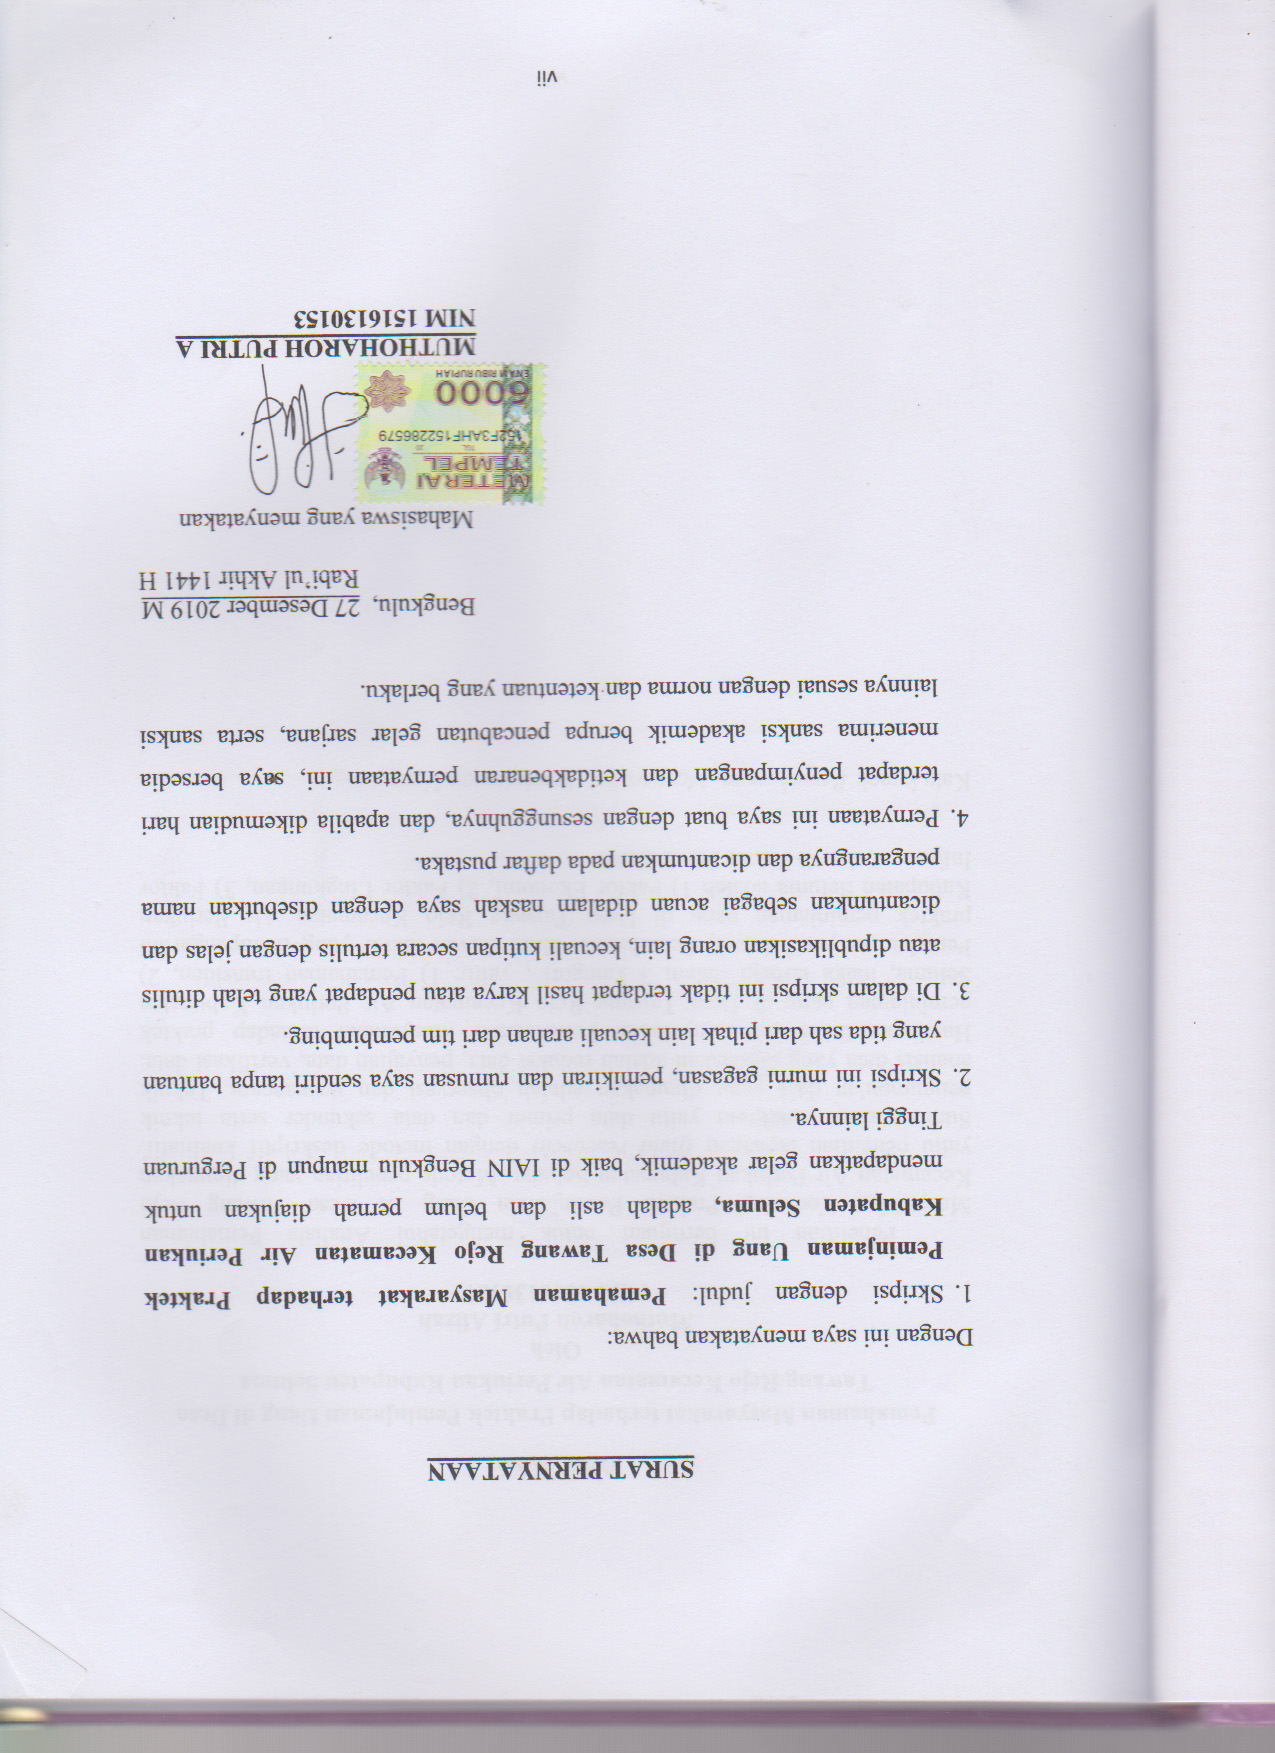 SURAT PERNYATAAN
Dengan ini saya menyatakan bahwa:
1. Skripsi dengan judul: Pemahaman Masyarakat terhadap Praktek
Peminjaman Uang di Desa Tawang Rejo Kecamatan Air Periukan
Kabupaten Seluma, adalah asli dan belum pernah diajukan untuk
mendapatkan gelar akademik, baik di IAIN Bengkulu maupun di Perguruan
Tinggi lainnya.
2. Skripsi ini murni gagasan, pemikiran dan rumusan saya sendiri tanpa bantuan
yang tidak sah dari pihak lain kecuali arahan dari tim pembimbing.
3. Di dalam skripsi ini tidak terdapat hasil karya atau pendapat yang telah ditulis
atau dipublikasikan orang lain, kecuali kutipan secara tertulis dengan jelas dan
dicantumkan sebagai acuan didalam naskah saya dengan disebutkan nama
pengarangnya dan dicantumkan pada daftar pustaka.
4. Pernyataan ini saya buat dengan sesungguhnya, dan apabila dikemudian hari
terdapat penyimpangan dan ketidakbenaran pernyataan ini, saya bersedia
menerima sanksi akademik berupa pencabutan gelar sarjana, serta sanksi
lainnya sesuai dengan norma dan ketentuan yang berlaku.
Bengkulu, 27 Desember 2019 M
Rabi'ul Akhir 1441 H
Mahasiswa yang menyatakan
METERAI
TEMPEL
TGL 20
152F3AHF152286579
6000
ENAM RIBU RUPIAH
MUTHOHAROH PUTRI A
NIM 1516130153
vii